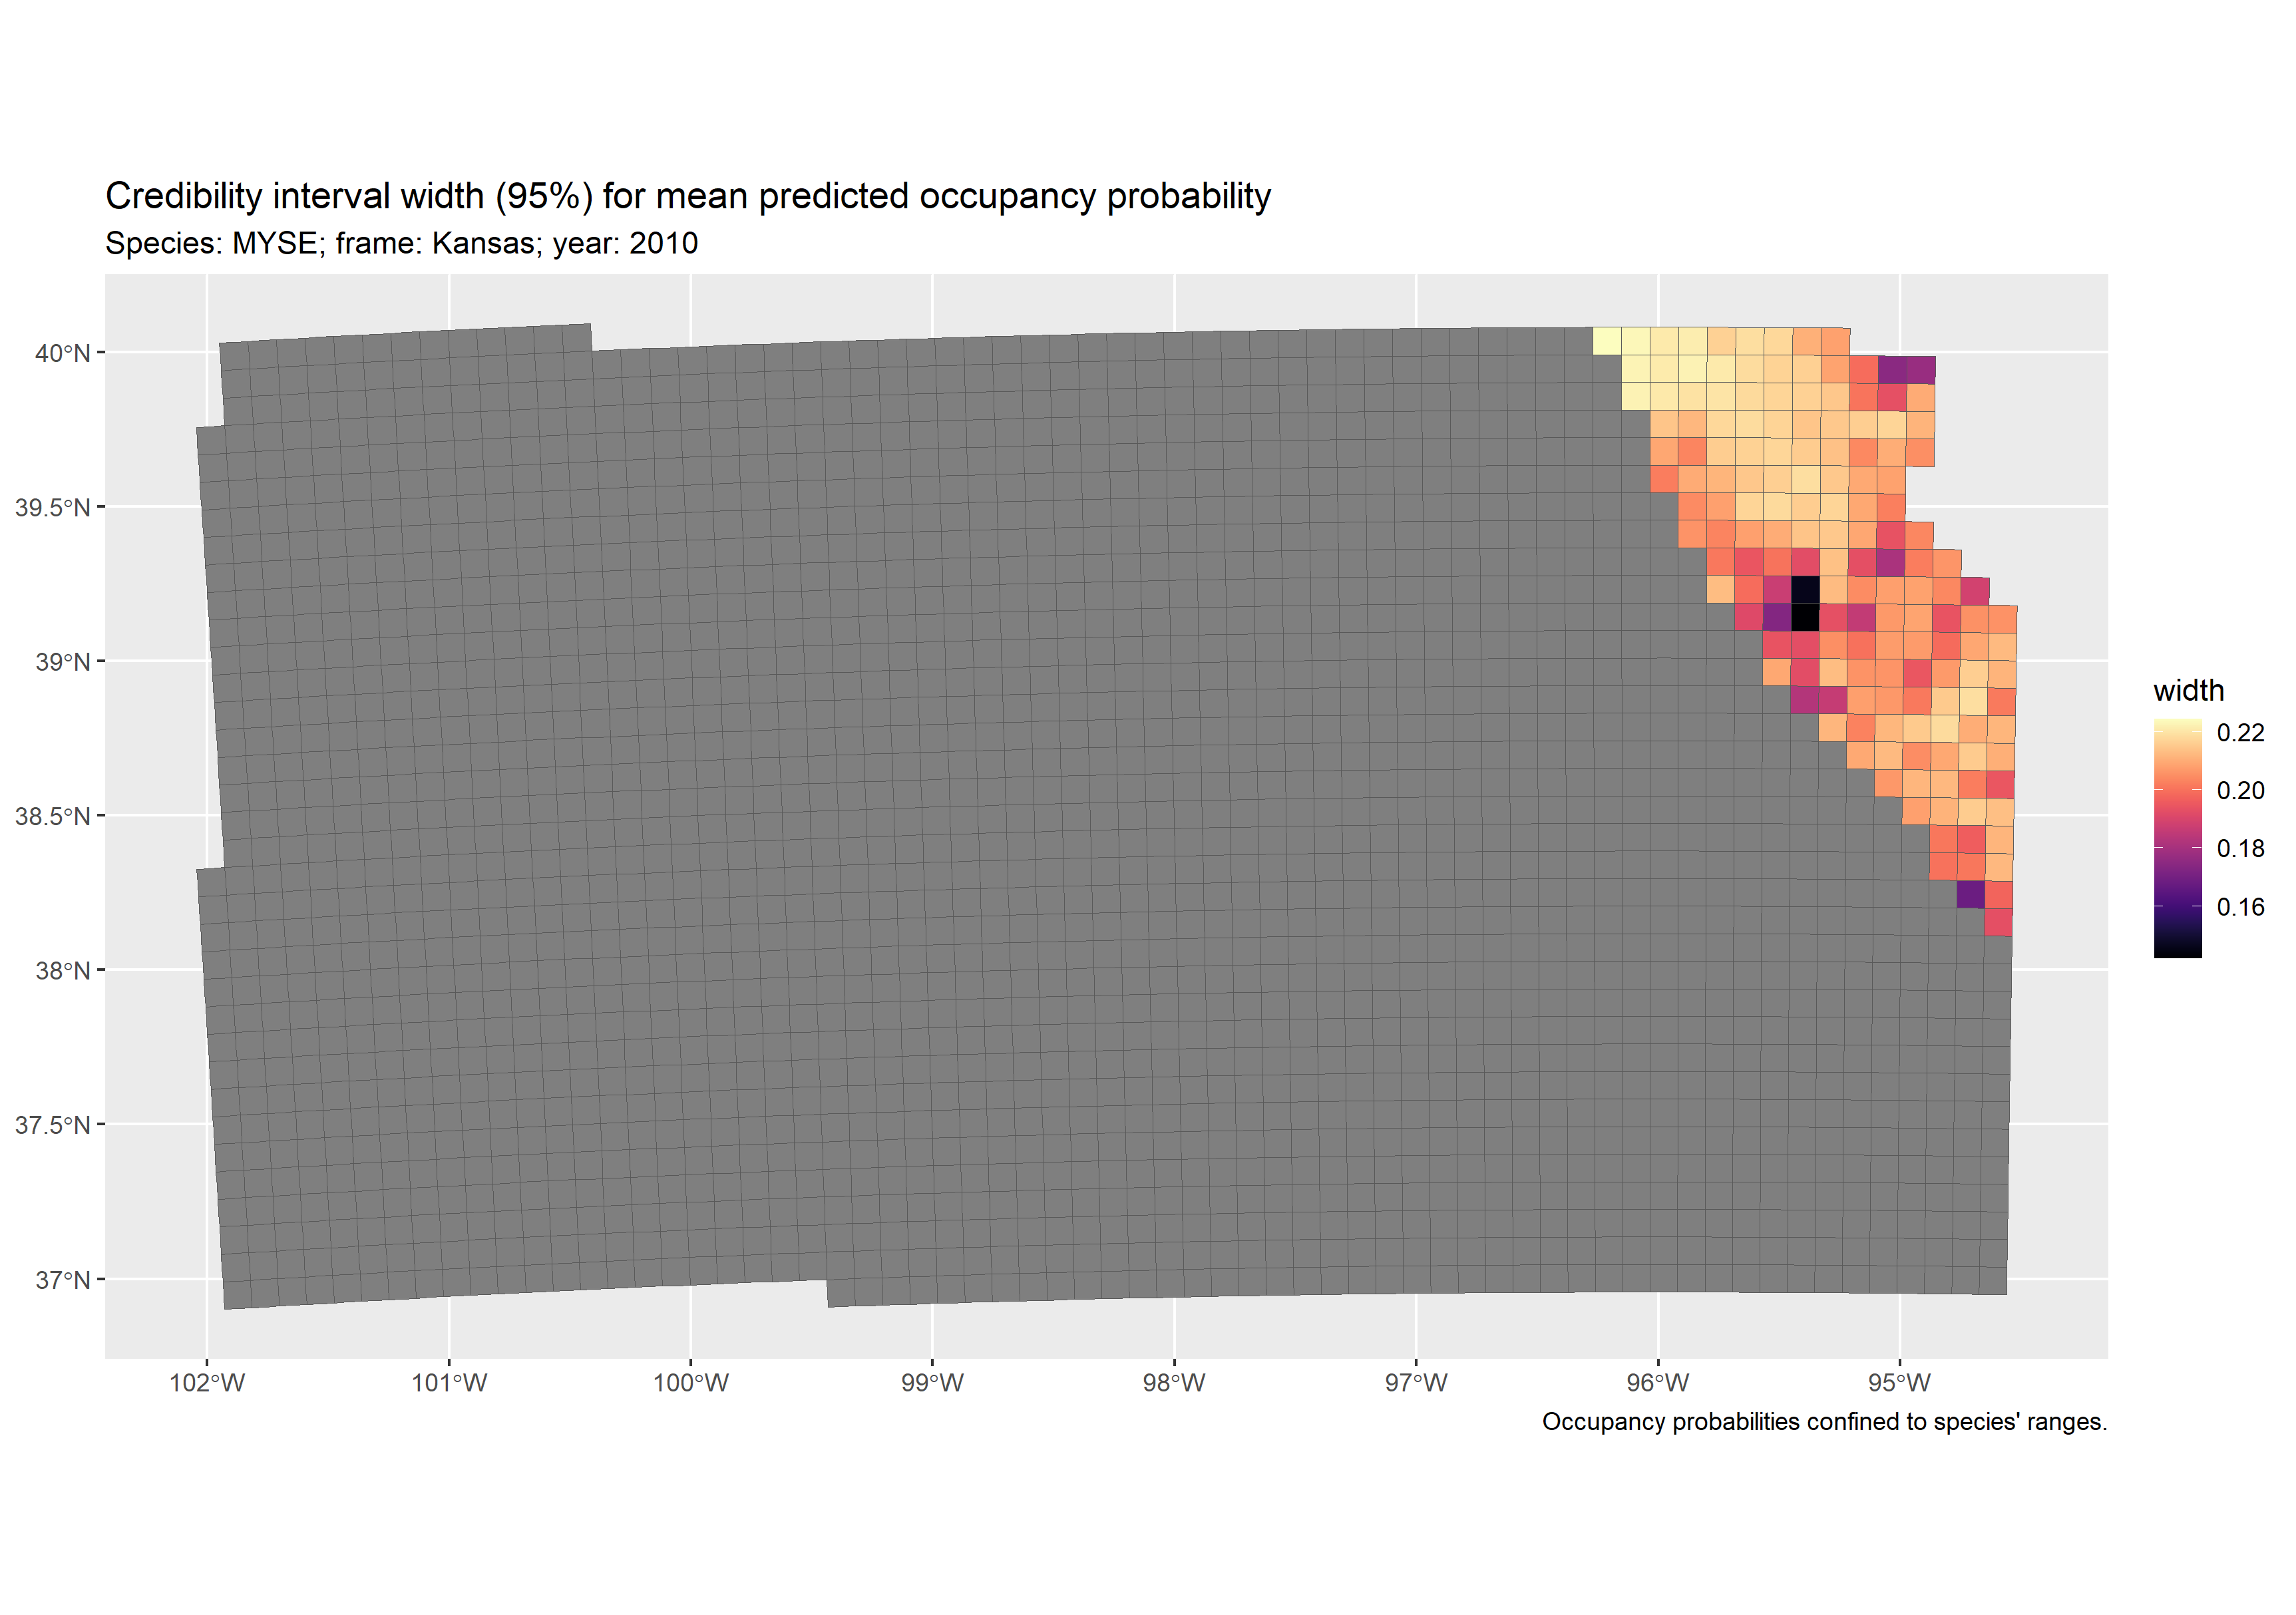 Credibility interval width (95%) for mean predicted occupancy probability
Species: MYSE; frame: Kansas; year: 2010
40°N
39.5°N
39°N
38.5°N
38°N
37.5°N
37°N
102°W
101°W
100°W
99°W
98°W
97°W
96°W
95°W
width
0.22
0.20
0.18
0.16
Occupancy probabilities confined to species' ranges.